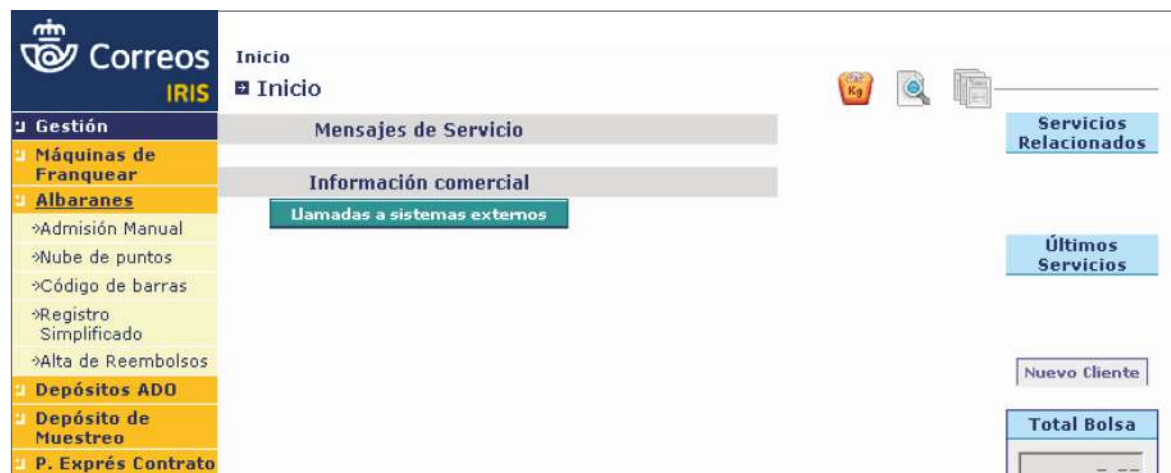 Correos
IRIS
Inicio
Inicio
Kg
Gestión
Máquinas de
Franquear
Albaranes
Admisión Manual
Nube de puntos
Código de barras
Registro
Simplificado
Alta de Reembolsos
Depósitos ADO
Depósito de
Muestreo
P. Exprés Contrato
Mensajes de Servicio
Información comercial
Llamadas a sistemas externos
Servicios
Relacionados
Últimos
Servicios
Nuevo Cliente
Total Bolsa
-,--